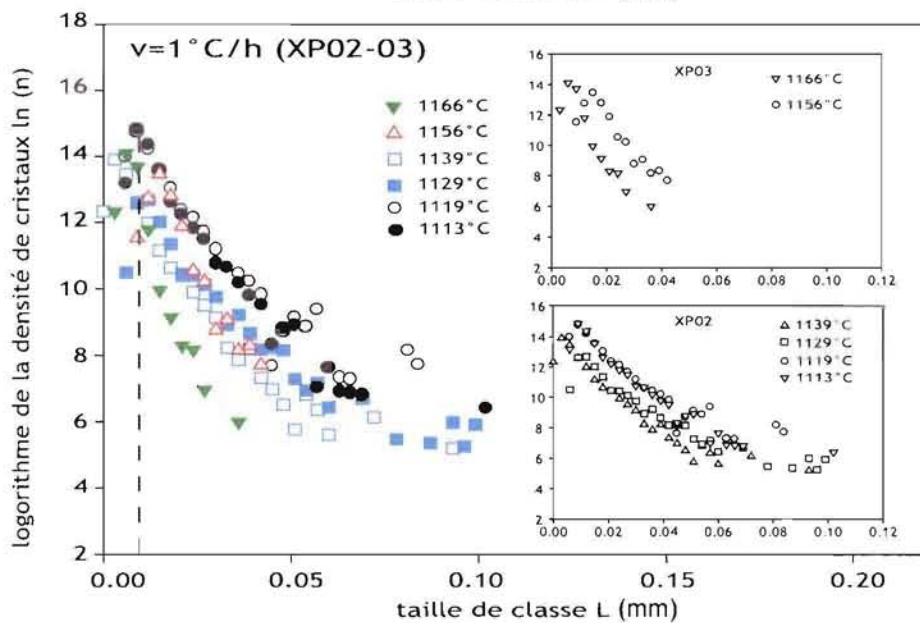 v=1°C/h (XP02-03)
logorithme de la densité de cristaux ln (n)
18
16
14
12
10
8
6
4
2
0.00
0.05
0.10
0.15
0.20
taille de classe L (mm)
1166°C
1156°C
1139°C
1129°C
1119°C
1113°C
XP03
1166°C
1156°C
16
14
12
10
8
6
4
2
0.00
0.02
0.04
0.06
0.08
0.10
0.12
XP02
1139°C
1129°C
1119°C
1113°C
16
14
12
10
8
6
4
2
0.00
0.02
0.04
0.06
0.08
0.10
0.12